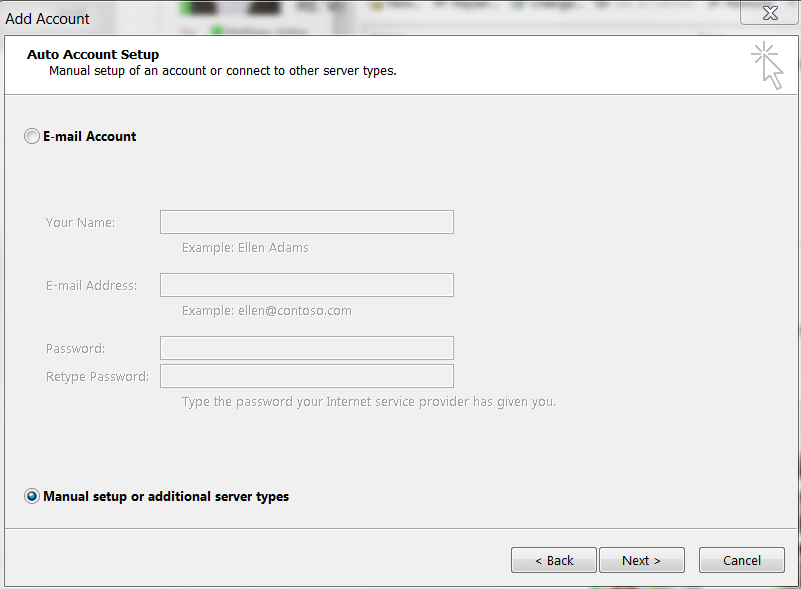 Add Account
Auto Account Setup
Manual setup of an account or connect to other server types.
E-mail Account
Your Name:
Example: Ellen Adams
E-mail Address:
Example: ellen@contoso.com
Password:
Retype Password:
Type the password your Internet service provider has given you.
Manual setup or additional server types
< Back
Next >
Cancel